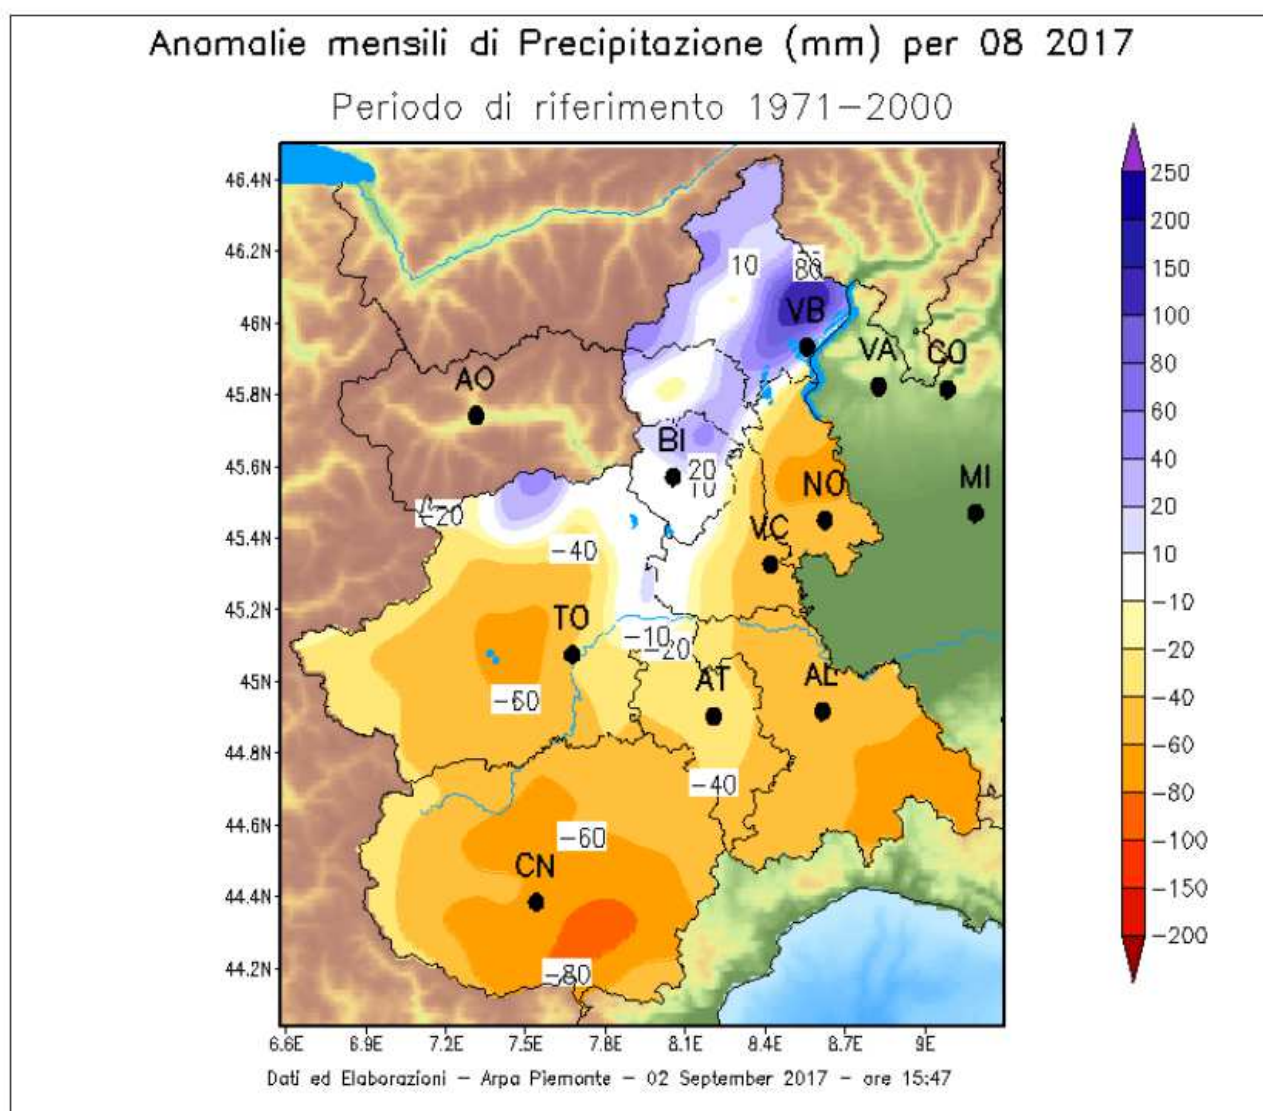 Anomalie mensili di Precipitazione (mm) per 08 2017
Periodo di riferimento 1971-2000
46.4N
46.2N
46N
45.8N
45.6N
45.4N
45.2N
45N
44.8N
44.6N
44.4N
44.2N
10
80
VB
VA
CO
AO
BI
20
10
NO
MI
-20
VC
-40
TO
-10
-20
AT
AL
-60
-40
-60
CN
-80
6.6E 6.9E 7.2E 7.5E 7.8E 8.1E 8.4E 8.7E 9E
250
200
150
100
80
60
40
20
10
-10
-20
-40
-60
-80
-100
-150
-200
Dati ed Elaborazioni - Arpa Piemonte - 02 September 2017 - ore 15:47